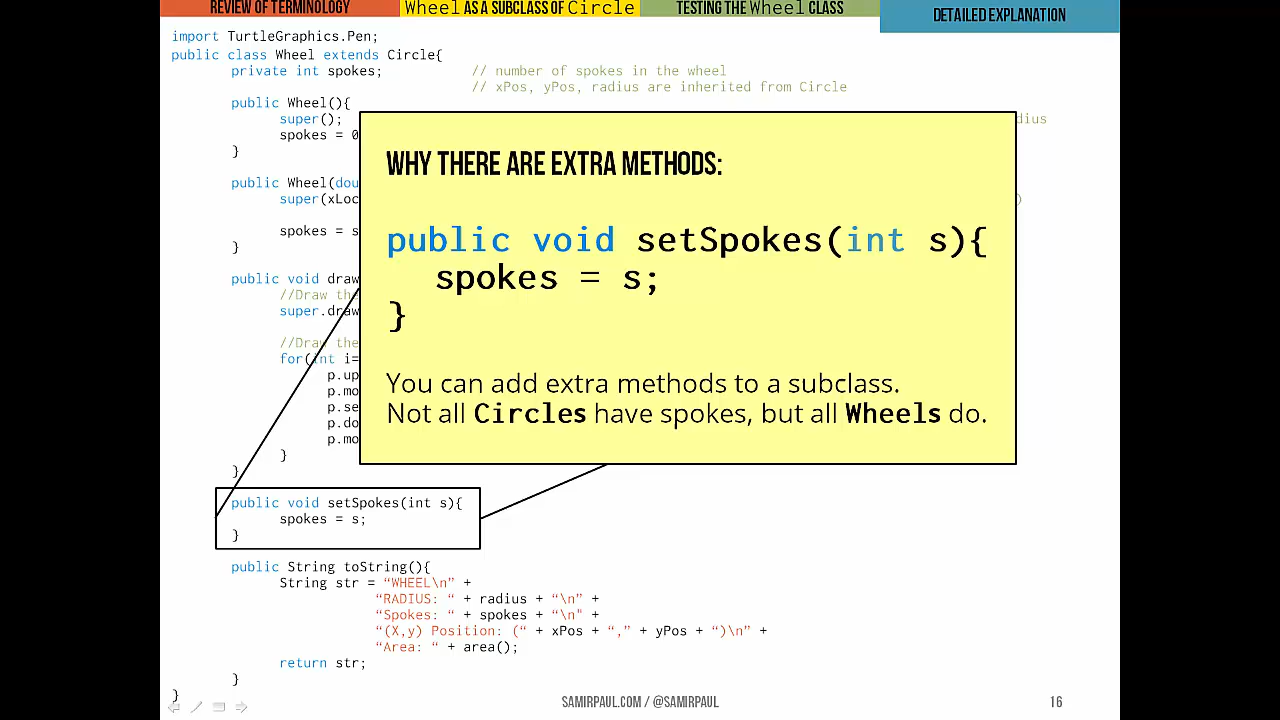 REVIEW OF TERMINOLOGY
Wheel AS A SUBCLASS OF Circle
TESTING THE Wheel CLASS
DETAILED EXPLANATION
import TurtleGraphics.Pen;
public class Wheel extends Circle{
private int spokes; // number of spokes in the wheel
// xPos, yPos, radius are inherited from Circle
public Wheel(){
super();
spokes = 0
}
public Wheel(dou
super(xLoc
spokes = s
}
public void draw
//Draw the
super.draw
//Draw the
for(int i=
p.up
p.mo
p.se
p.do
p.mo
}
}
WHY THERE ARE EXTRA METHODS:
public void setSpokes(int s){
spokes = s;
}
You can add extra methods to a subclass.
Not all Circles have spokes, but all Wheels do.
public void setSpokes(int s){
spokes = s;
}
public String toString(){
String str = “WHEEL\n” +
“RADIUS: “ + radius + “\n” +
“Spokes: “ + spokes + “\n" +
“(X,y) Position: (“ + xPos + “,” + yPos + “)\n” +
“Area: “ + area();
return str;
}
}
SAMIRPAUL.COM / @SAMIRPAUL
16